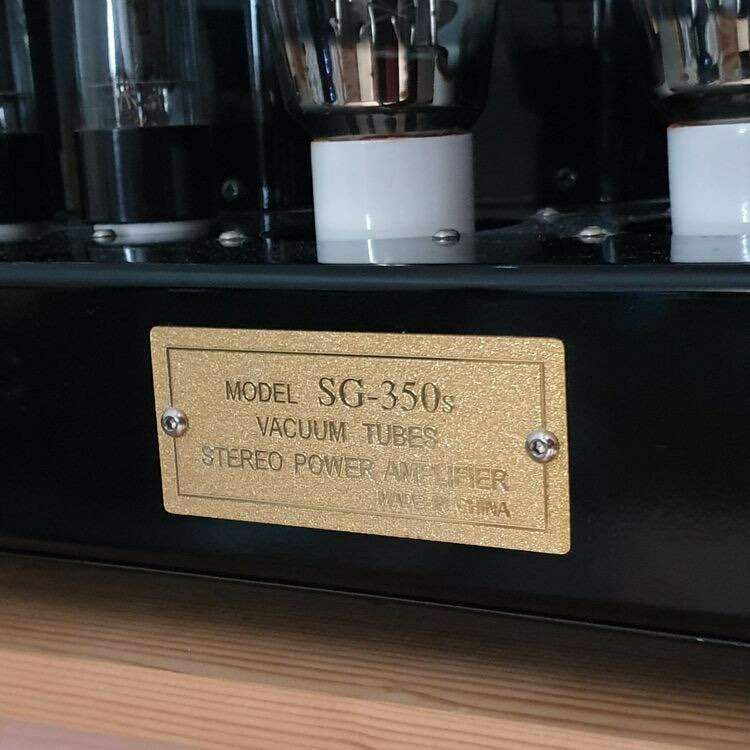 MODEL SG-350s
VACUUM TUBES
STEREO POWER AMPLIFIER
MADE IN CHINA